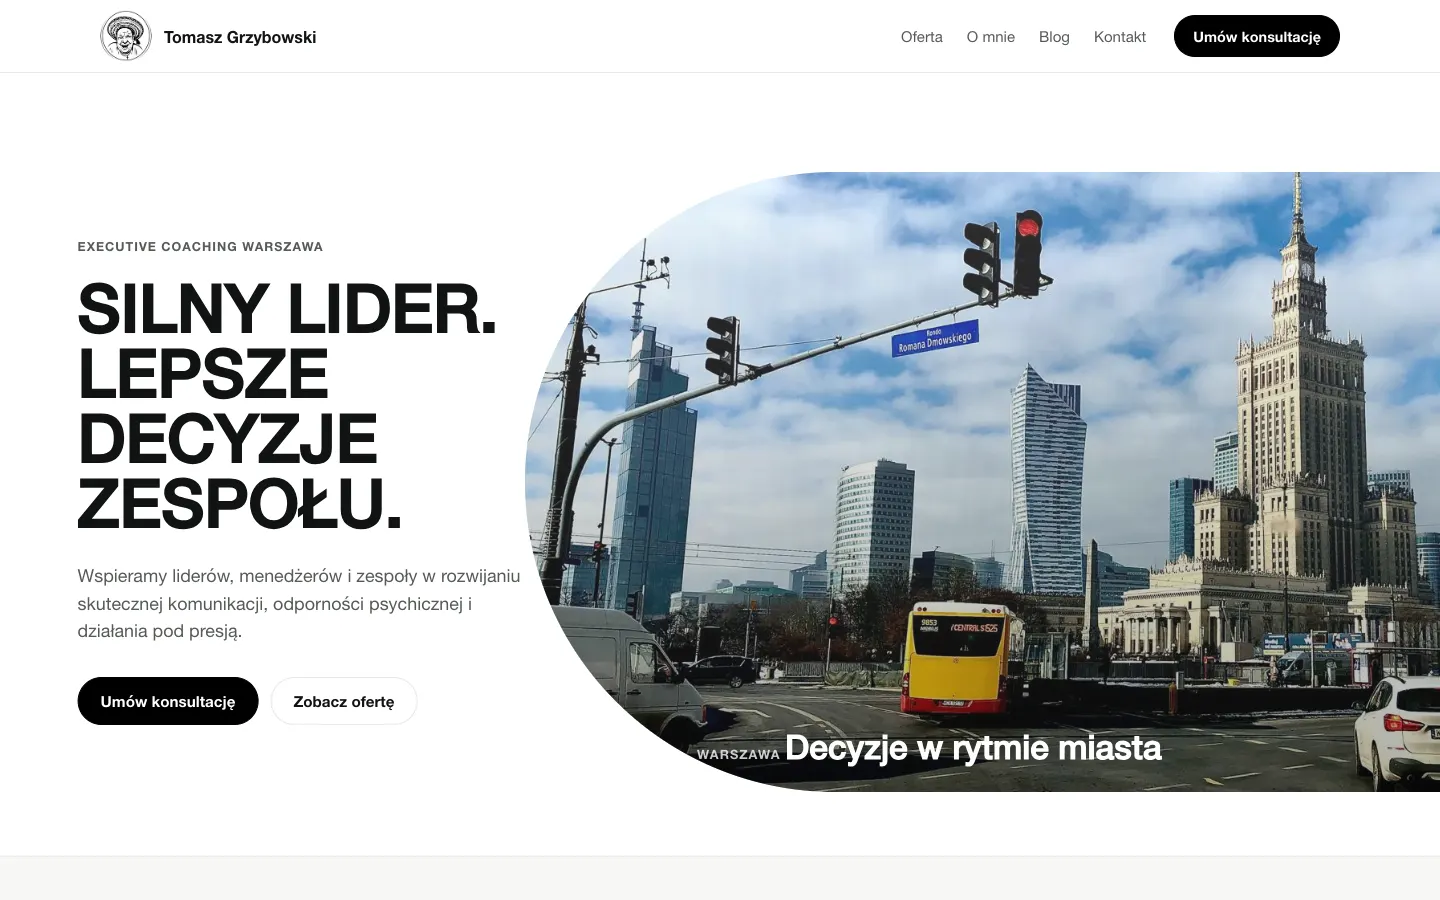 Tomasz Grzybowski
Oferta
O mnie
Blog
Kontakt
Umów konsultację
EXECUTIVE COACHING WARSZAWA
SILNY LIDER.
LEPSZE
DECYZJE
ZESPOŁU.
Wspieramy liderów, menedżerów i zespoły w rozwijaniu
skutecznej komunikacji, odporności psychicznej i
działania pod presją.
Umów konsultację
Zobacz ofertę
Rondo
Romana Dmowskiego
9853
WARSZAWA Decyzje w rytmie miasta